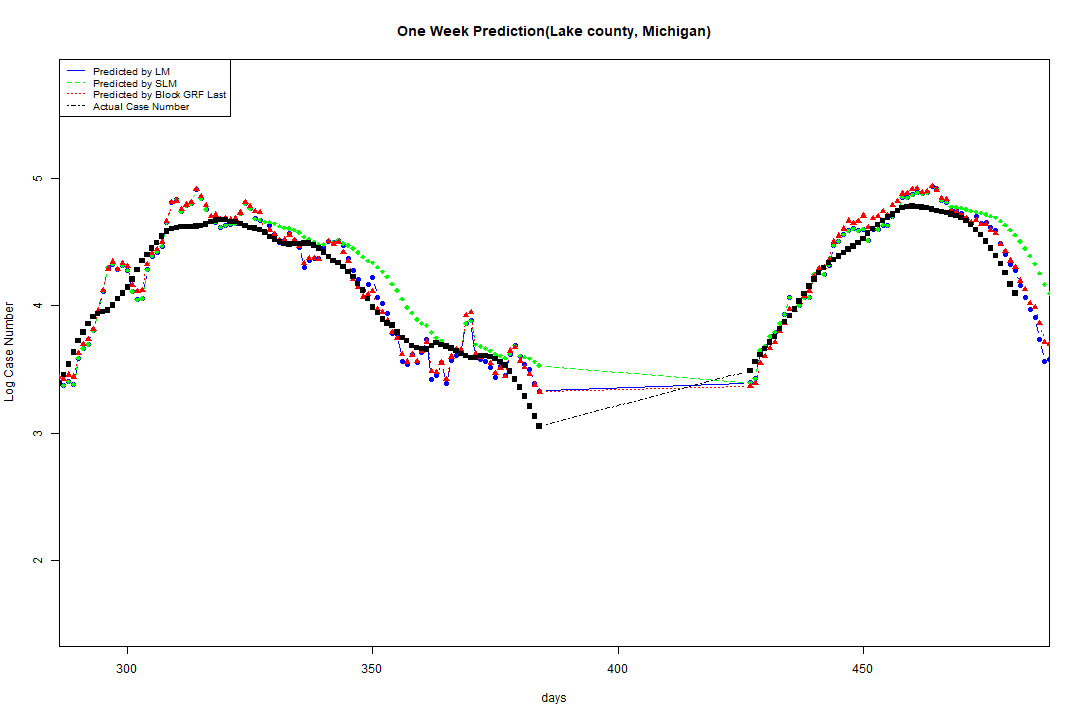 One Week Prediction(Lake county, Michigan)
Predicted by LM
Predicted by SLM
Predicted by Block GRF Last
Actual Case Number
5
4
3
2
Log Case Number
300 350 400 450
days